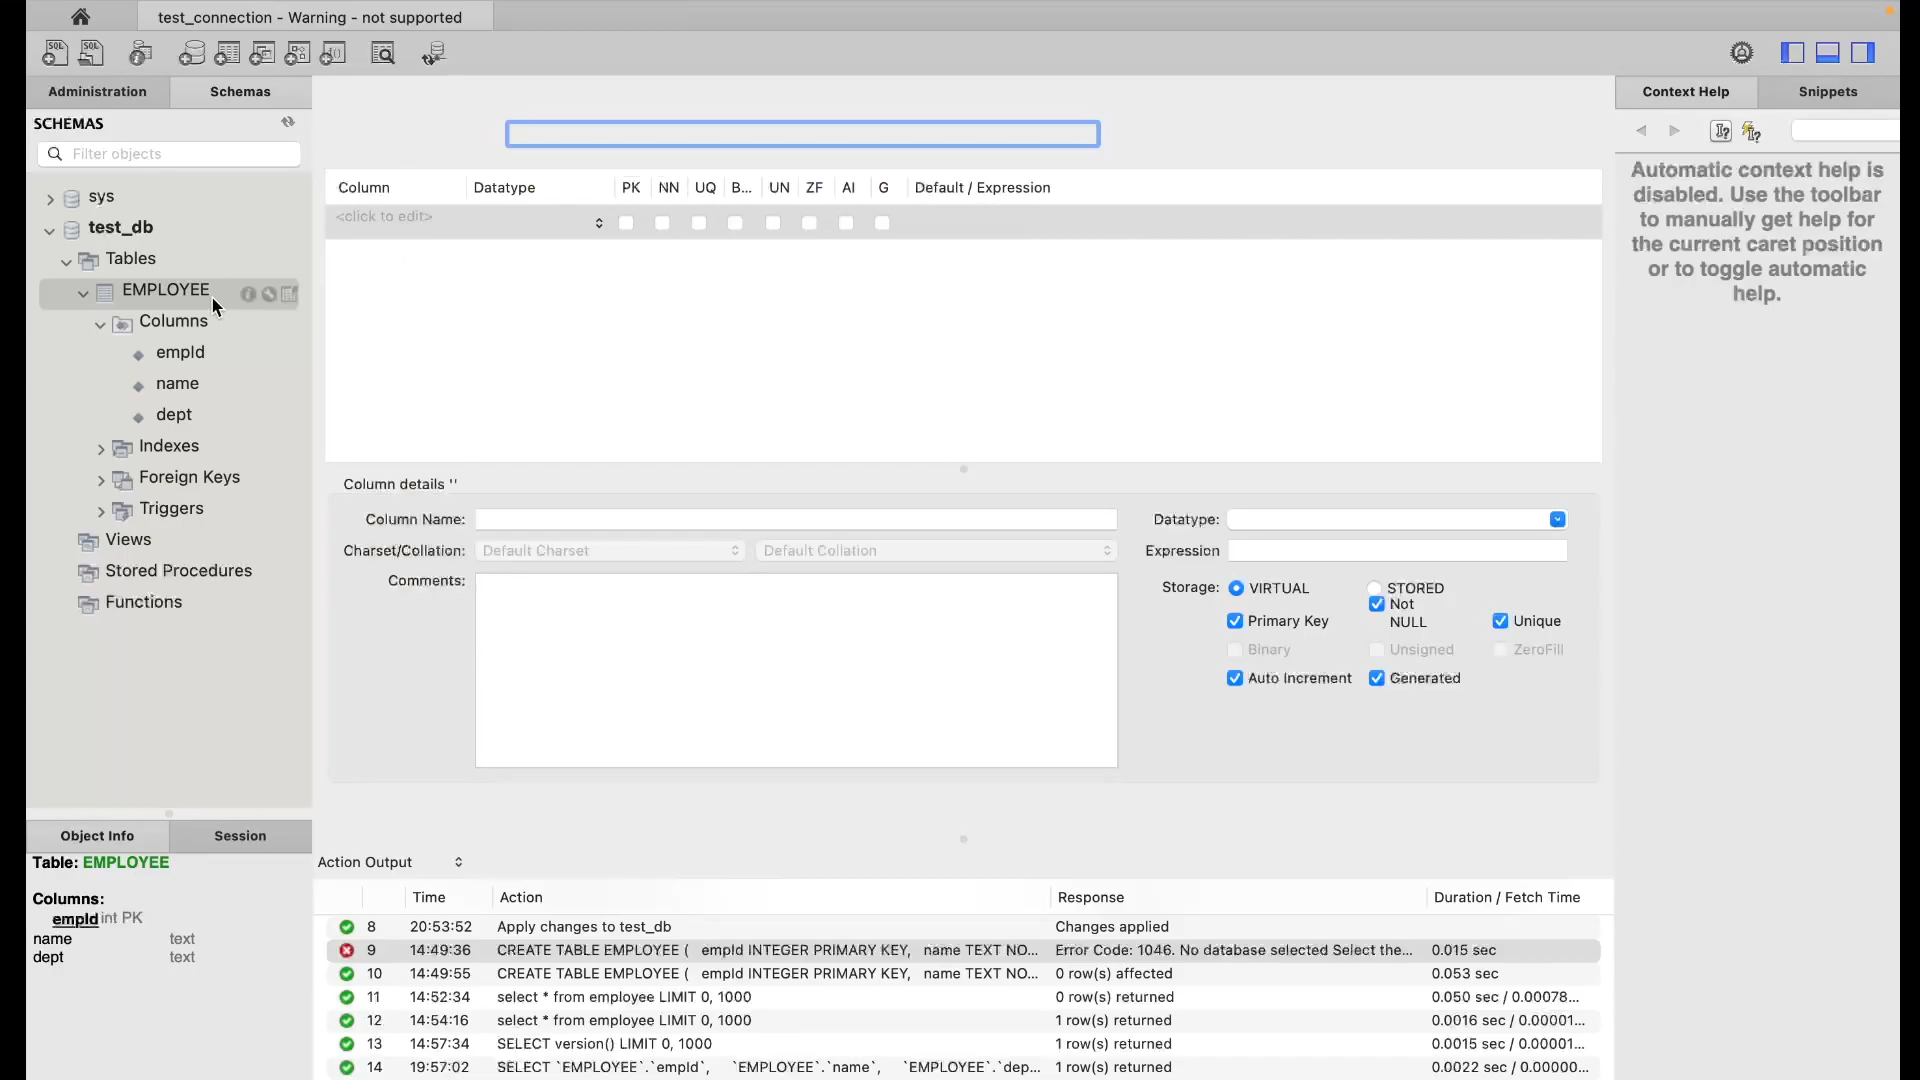 test_connection - Warning - not supported
SQL
SQL
Administration
Schemas
Context Help
Snippets
SCHEMAS
Filter objects
sys
test_db
Tables
EMPLOYEE
Columns
empId
name
dept
Indexes
Foreign Keys
Triggers
Views
Stored Procedures
Functions
Column Datatype PK NN UQ B... UN ZF AI G Default / Expression
<click to edit>
Automatic context help is
disabled. Use the toolbar
to manually get help for
the current caret position
or to toggle automatic
help.
Column details ''
Column Name:
Datatype:
Charset/Collation: Default Charset Default Collation
Expression
Comments:
Storage: VIRTUAL STORED
Primary Key Not NULL Unique
Binary Unsigned ZeroFill
Auto Increment Generated
Object Info
Session
Table: EMPLOYEE
Columns:
empId int PK
name text
dept text
Action Output
Time Action Response Duration / Fetch Time
8 20:53:52 Apply changes to test_db Changes applied
9 14:49:36 CREATE TABLE EMPLOYEE ( empId INTEGER PRIMARY KEY, name TEXT NO... Error Code: 1046. No database selected Select the... 0.015 sec
10 14:49:55 CREATE TABLE EMPLOYEE ( empId INTEGER PRIMARY KEY, name TEXT NO... 0 row(s) affected 0.053 sec
11 14:52:34 select * from employee LIMIT 0, 1000 0 row(s) returned 0.050 sec / 0.00078...
12 14:54:16 select * from employee LIMIT 0, 1000 1 row(s) returned 0.0016 sec / 0.00001...
13 14:57:34 SELECT version() LIMIT 0, 1000 1 row(s) returned 0.0015 sec / 0.00001...
14 19:57:02 SELECT `EMPLOYEE`.`empId`, `EMPLOYEE`.`name`, `EMPLOYEE`.`dep... 1 row(s) returned 0.0022 sec / 0.00000...